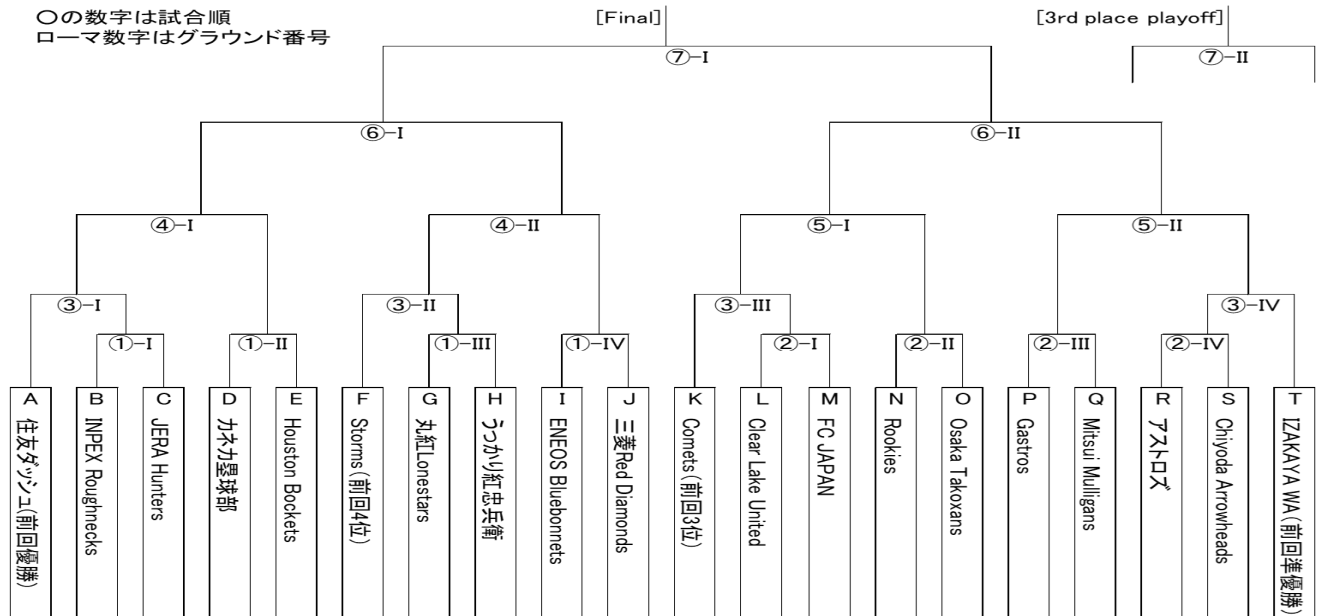 〇の数字は試合順
ローマ数字はグラウンド番号
[Final]
[3rd place playoff]
⑦-I
⑦-II
⑥-I
⑥-II
④-I
④-II
⑤-I
⑤-II
③-I
③-II
③-III
③-IV
①-I
①-II
①-III
①-IV
②-I
②-II
②-III
②-IV
A 住友ダッシュ(前回優勝)
B INPEX Roughnecks
C JERA Hunters
D カネカ塁球部
E Houston Bockets
F Storms(前回4位)
G 丸紅Lonestars
H うっかり紅忠兵衛
I ENEOS Bluebonnets
J 三菱Red Diamonds
K Comets(前回3位)
L Clear Lake United
M FC JAPAN
N Rookies
O Osaka Takoxans
P Gastros
Q Mitsui Mulligans
R アストロズ
S Chiyoda Arrowheads
T IZAKAYA WA(前回準優勝)